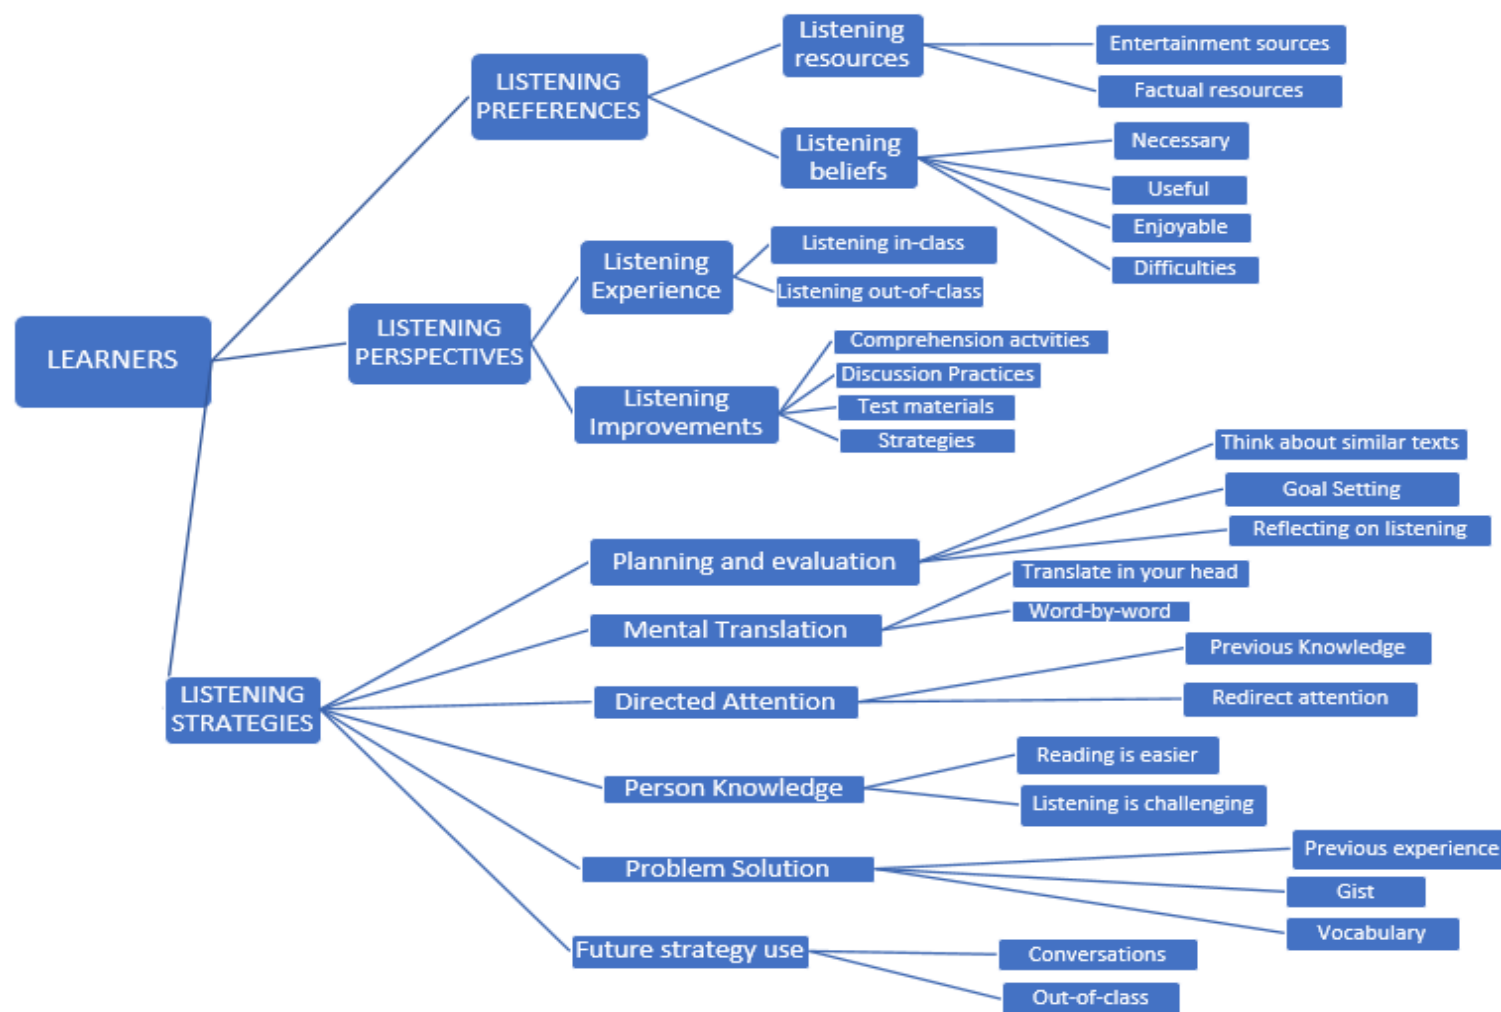 LEARNERS
LISTENING
PREFERENCES
Listening
resources
Entertainment sources
Factual resources
Listening
beliefs
Necessary
Useful
Enjoyable
Difficulties
LISTENING
PERSPECTIVES
Listening
Experience
Listening in-class
Listening out-of-class
Listening
Improvements
Comprehension actvities
Discussion Practices
Test materials
Strategies
LISTENING
STRATEGIES
Planning and evaluation
Think about similar texts
Goal Setting
Reflecting on listening
Mental Translation
Translate in your head
Word-by-word
Directed Attention
Previous Knowledge
Redirect attention
Person Knowledge
Reading is easier
Listening is challenging
Problem Solution
Previous experience
Gist
Vocabulary
Future strategy use
Conversations
Out-of-class